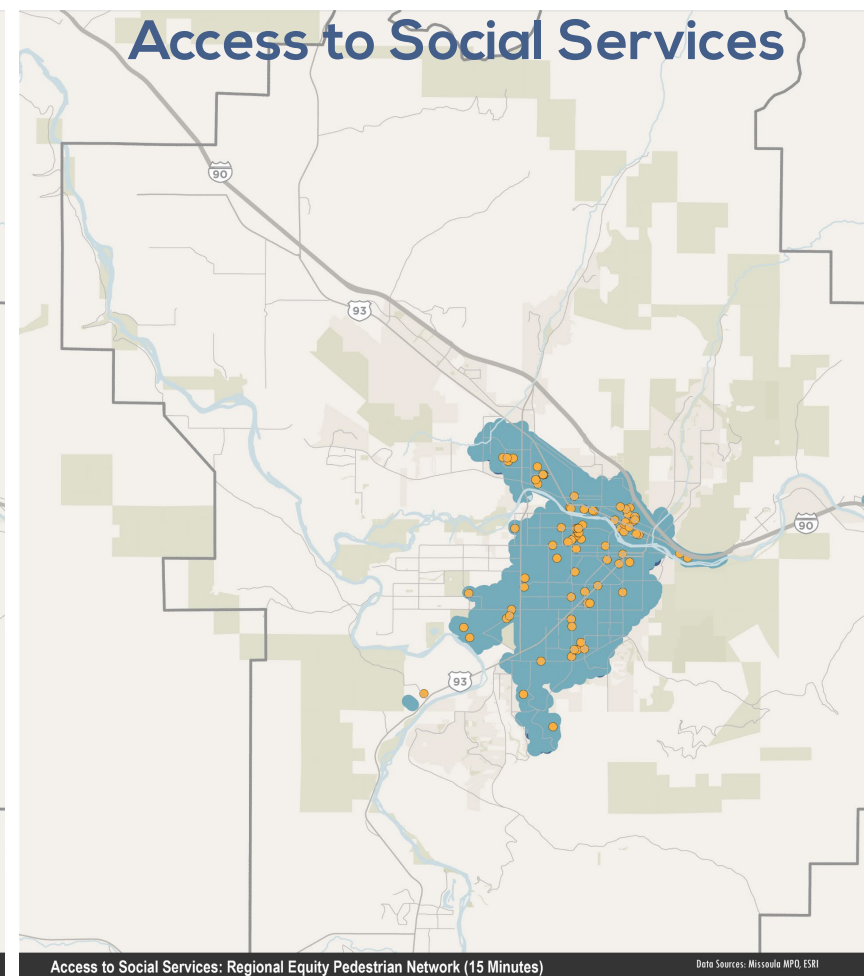 Access to Social Services
90
93
90
93
Access to Social Services: Regional Equity Pedestrian Network (15 Minutes)
Data Sources: Missoula MPO, ESRI